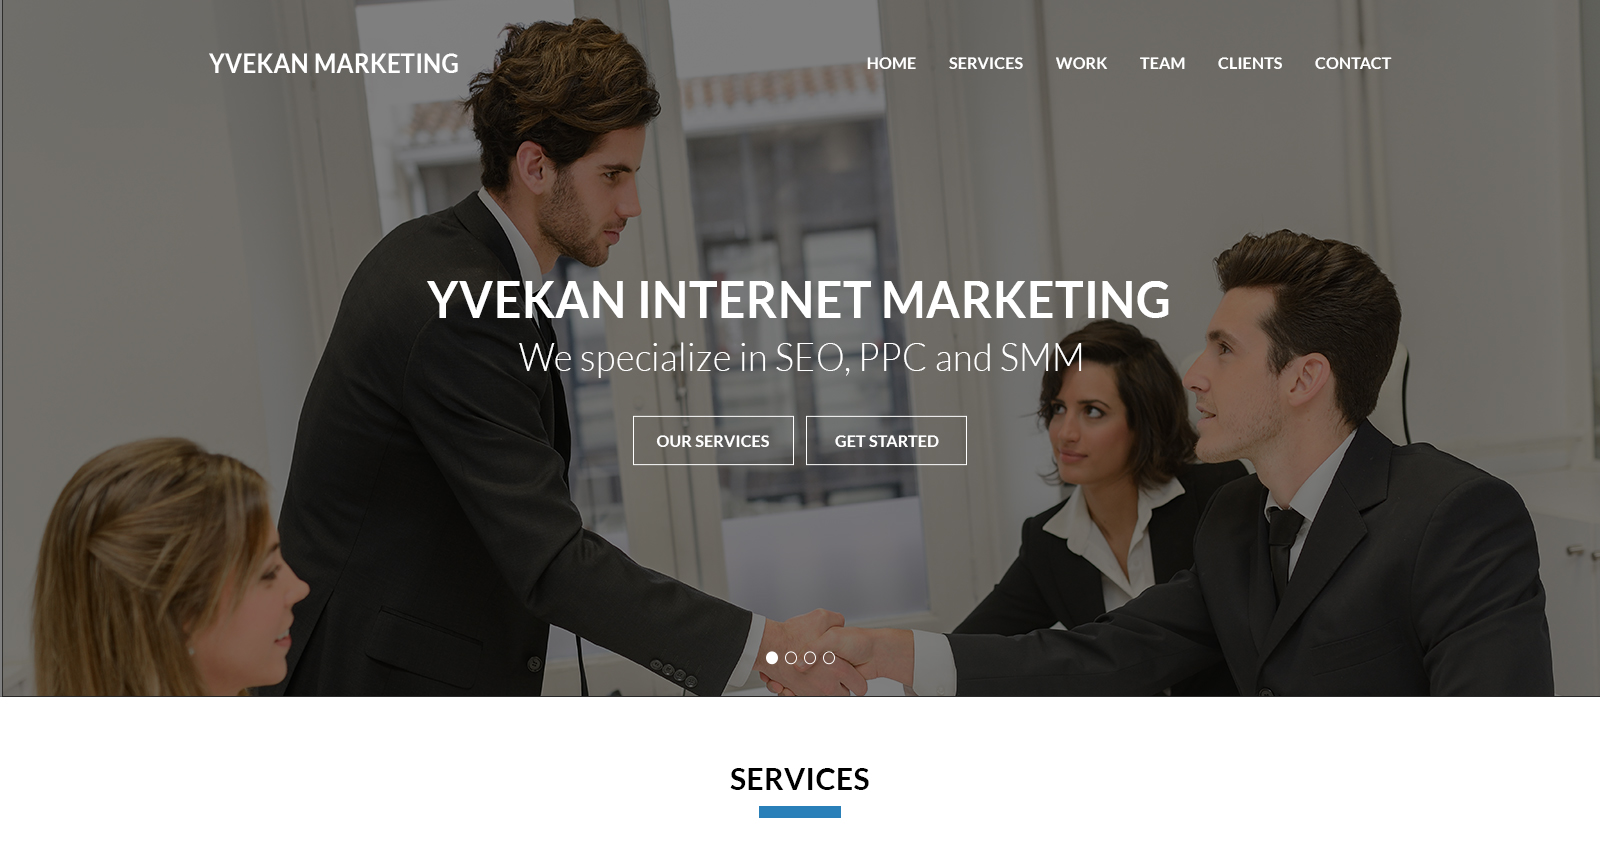 YVEKAN MARKETING
HOME SERVICES WORK TEAM CLIENTS CONTACT
YVEKAN INTERNET MARKETING
We specialize in SEO, PPC and SMM
OUR SERVICES GET STARTED
SERVICES